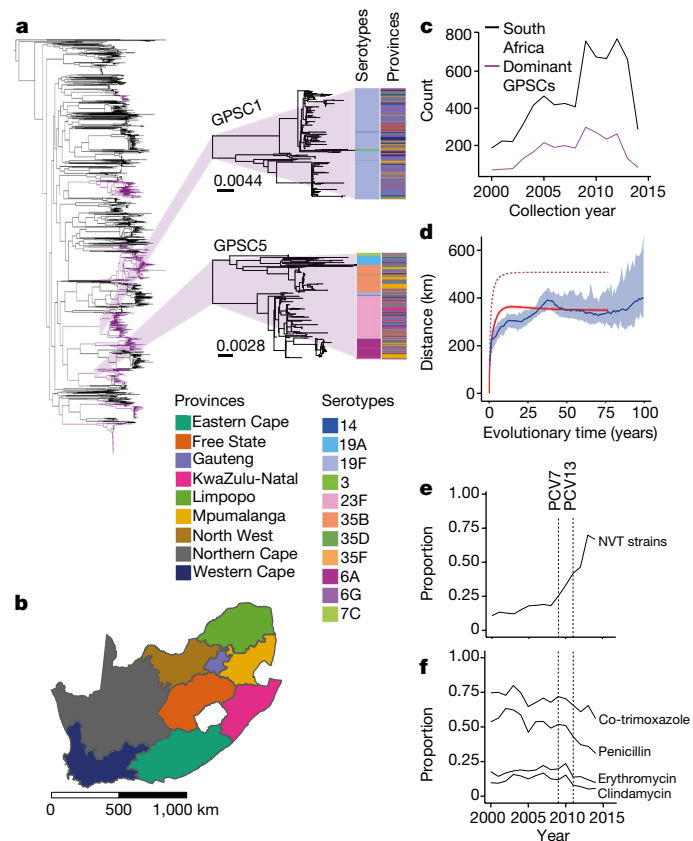 a
Serotypes
Provinces
GPSC1
0.0044
GPSC5
0.0028
Provinces
Eastern Cape
Free State
Gauteng
KwaZulu-Natal
Limpopo
Mpumalanga
North West
Northern Cape
Western Cape
Serotypes
14
19A
19F
3
23F
35B
35D
35F
6A
6G
7C
b
0 500 1,000 km
c
South
Africa
Dominant
GPSCs
Count
800
600
400
200
2000 2005 2010 2015
Collection year
d
Distance (km)
600
400
200
0
0 25 50 75 100
Evolutionary time (years)
e
PCV7
PCV13
Proportion
1.00
0.75
0.50
0.25
0
NVT strains
f
Proportion
1.00
0.75
0.50
0.25
0
Co-trimoxazole
Penicillin
Erythromycin
Clindamycin
2000 2005 2010 2015
Year